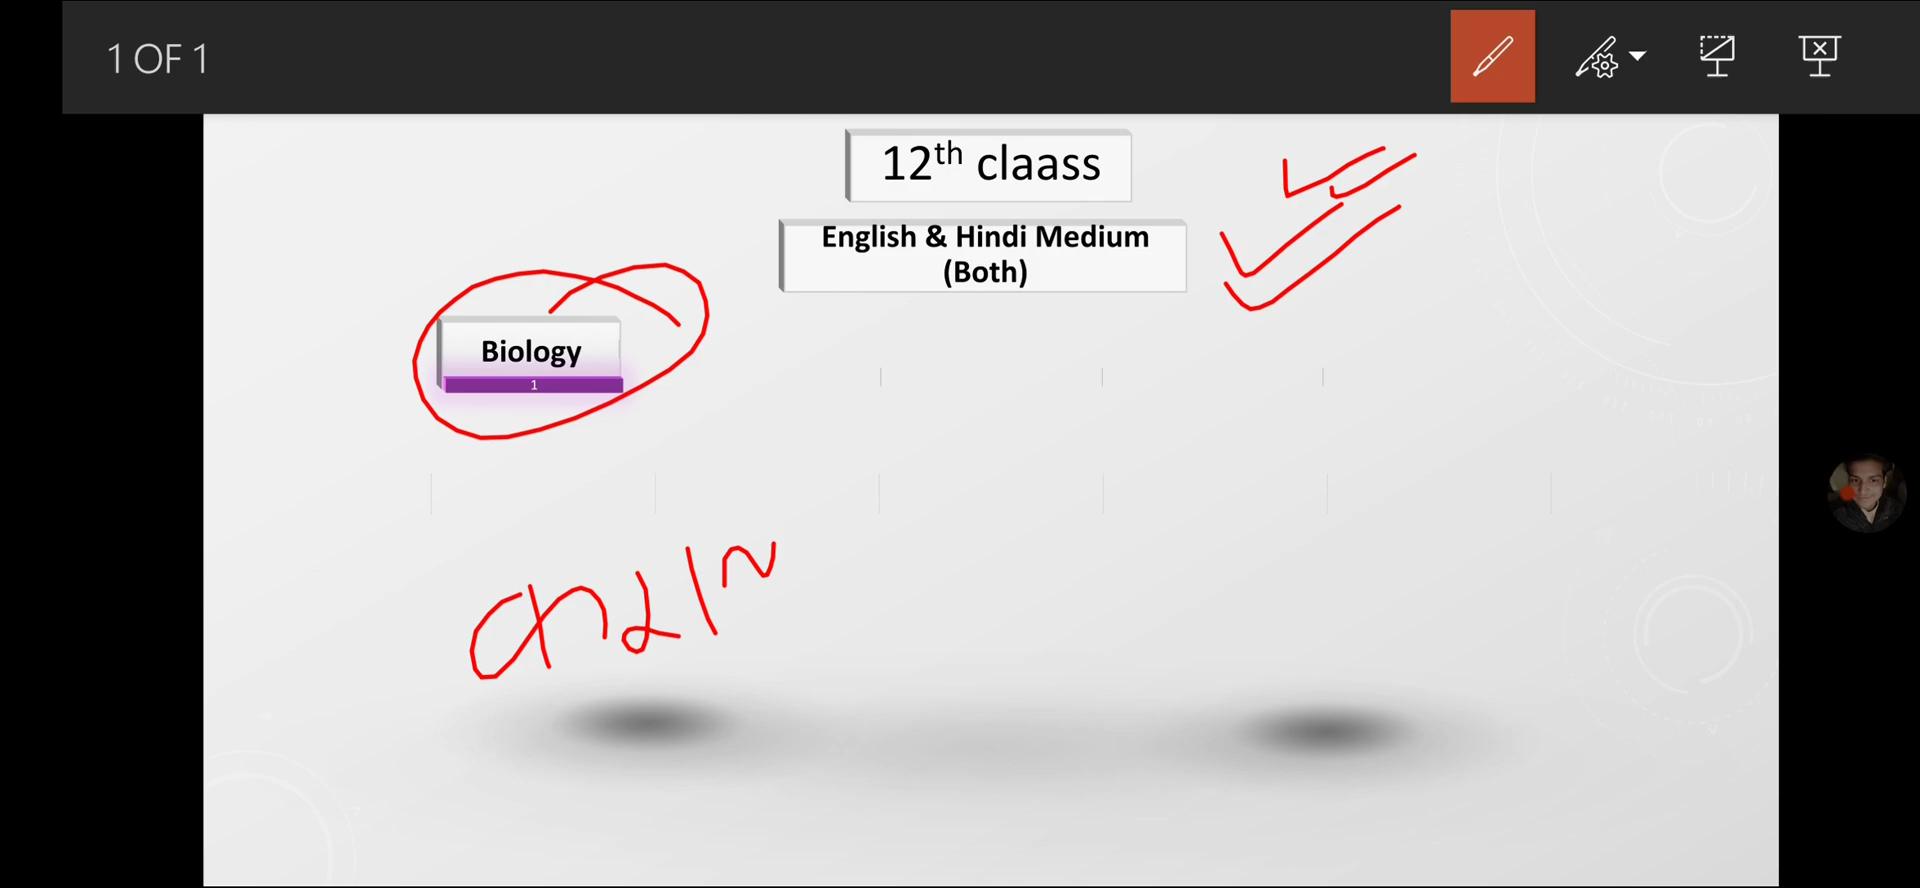 1 OF 1
12th claass
English & Hindi Medium
(Both)
Biology
1